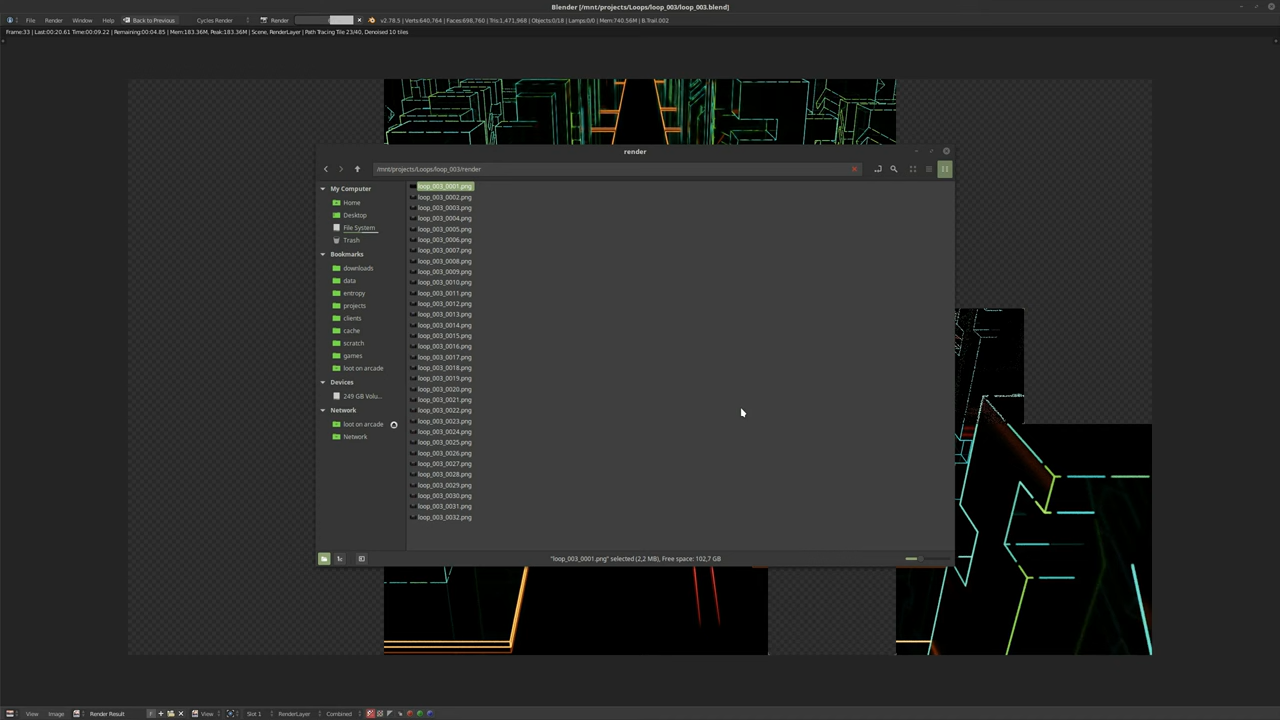 Blender [/mnt/projects/Loops/loop_003/loop_003.blend]
File Render Window Help Back to Previous Cycles Render Render v2.78.5 | Verts:640,764 | Faces:698,760 | Tris:1,471,968 | Objects:0/18 | Lamps:0/0 | Mem:740.56M | B.Trail.002
Frame:33 | Last:00:20.61 Time:00:09.22 | Remaining:00:04.85 | Mem:183.36M, Peak:183.36M | Scene, RenderLayer | Path Tracing Tile 23/40, Denoised 10 tiles
render
/mnt/projects/Loops/loop_003/render
My Computer
Home
Desktop
File System
Trash
Bookmarks
downloads
data
entropy
projects
clients
cache
scratch
games
loot on arcade
Devices
249 GB Volu...
Network
loot on arcade
Network
loop_003_0001.png
loop_003_0002.png
loop_003_0003.png
loop_003_0004.png
loop_003_0005.png
loop_003_0006.png
loop_003_0007.png
loop_003_0008.png
loop_003_0009.png
loop_003_0010.png
loop_003_0011.png
loop_003_0012.png
loop_003_0013.png
loop_003_0014.png
loop_003_0015.png
loop_003_0016.png
loop_003_0017.png
loop_003_0018.png
loop_003_0019.png
loop_003_0020.png
loop_003_0021.png
loop_003_0022.png
loop_003_0023.png
loop_003_0024.png
loop_003_0025.png
loop_003_0026.png
loop_003_0027.png
loop_003_0028.png
loop_003_0029.png
loop_003_0030.png
loop_003_0031.png
loop_003_0032.png
"loop_003_0001.png" selected (2,2 MB), Free space: 102,7 GB
View Image Render Result F View Slot 1 RenderLayer Combined